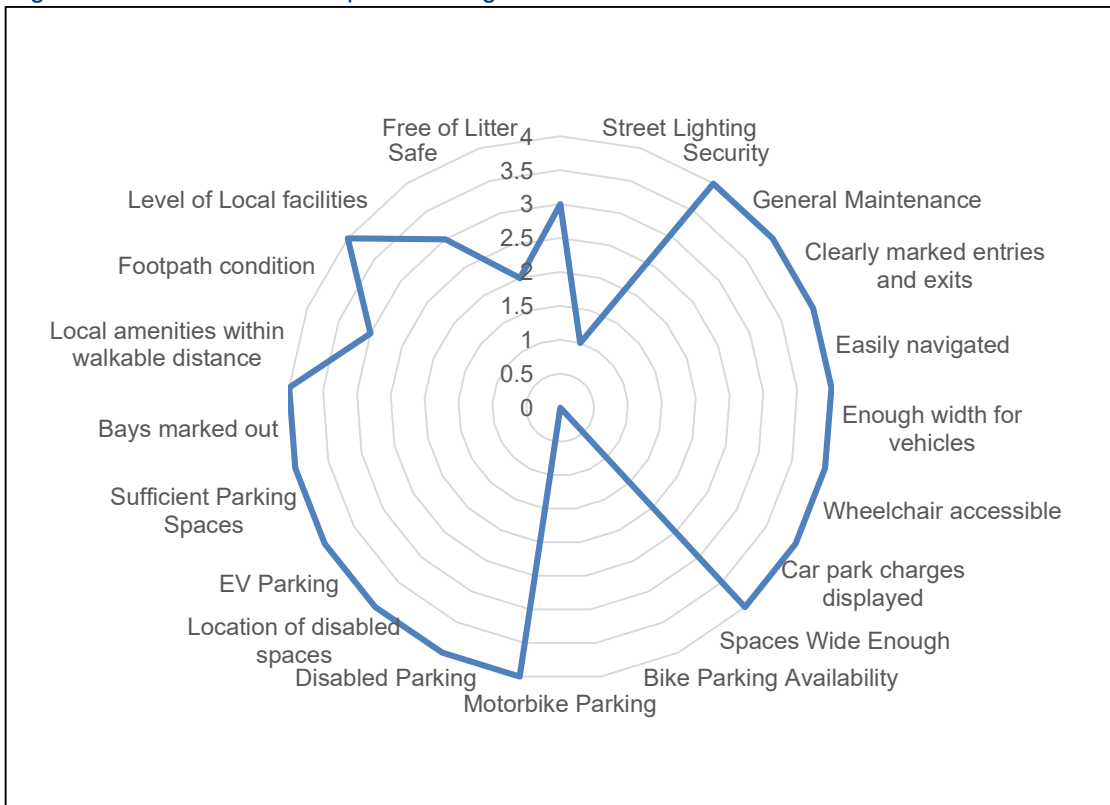 Free of Litter
Street Lighting
Safe
Security
Level of Local facilities
General Maintenance
Footpath condition
Clearly marked entries
and exits
Local amenities within
walkable distance
Easily navigated
Bays marked out
Enough width for
vehicles
Sufficient Parking
Spaces
Wheelchair accessible
EV Parking
Car park charges
displayed
Location of disabled
spaces
Spaces Wide Enough
Disabled Parking
Bike Parking Availability
Motorbike Parking
4
3.5
3
2.5
2
1.5
1
0.5
0